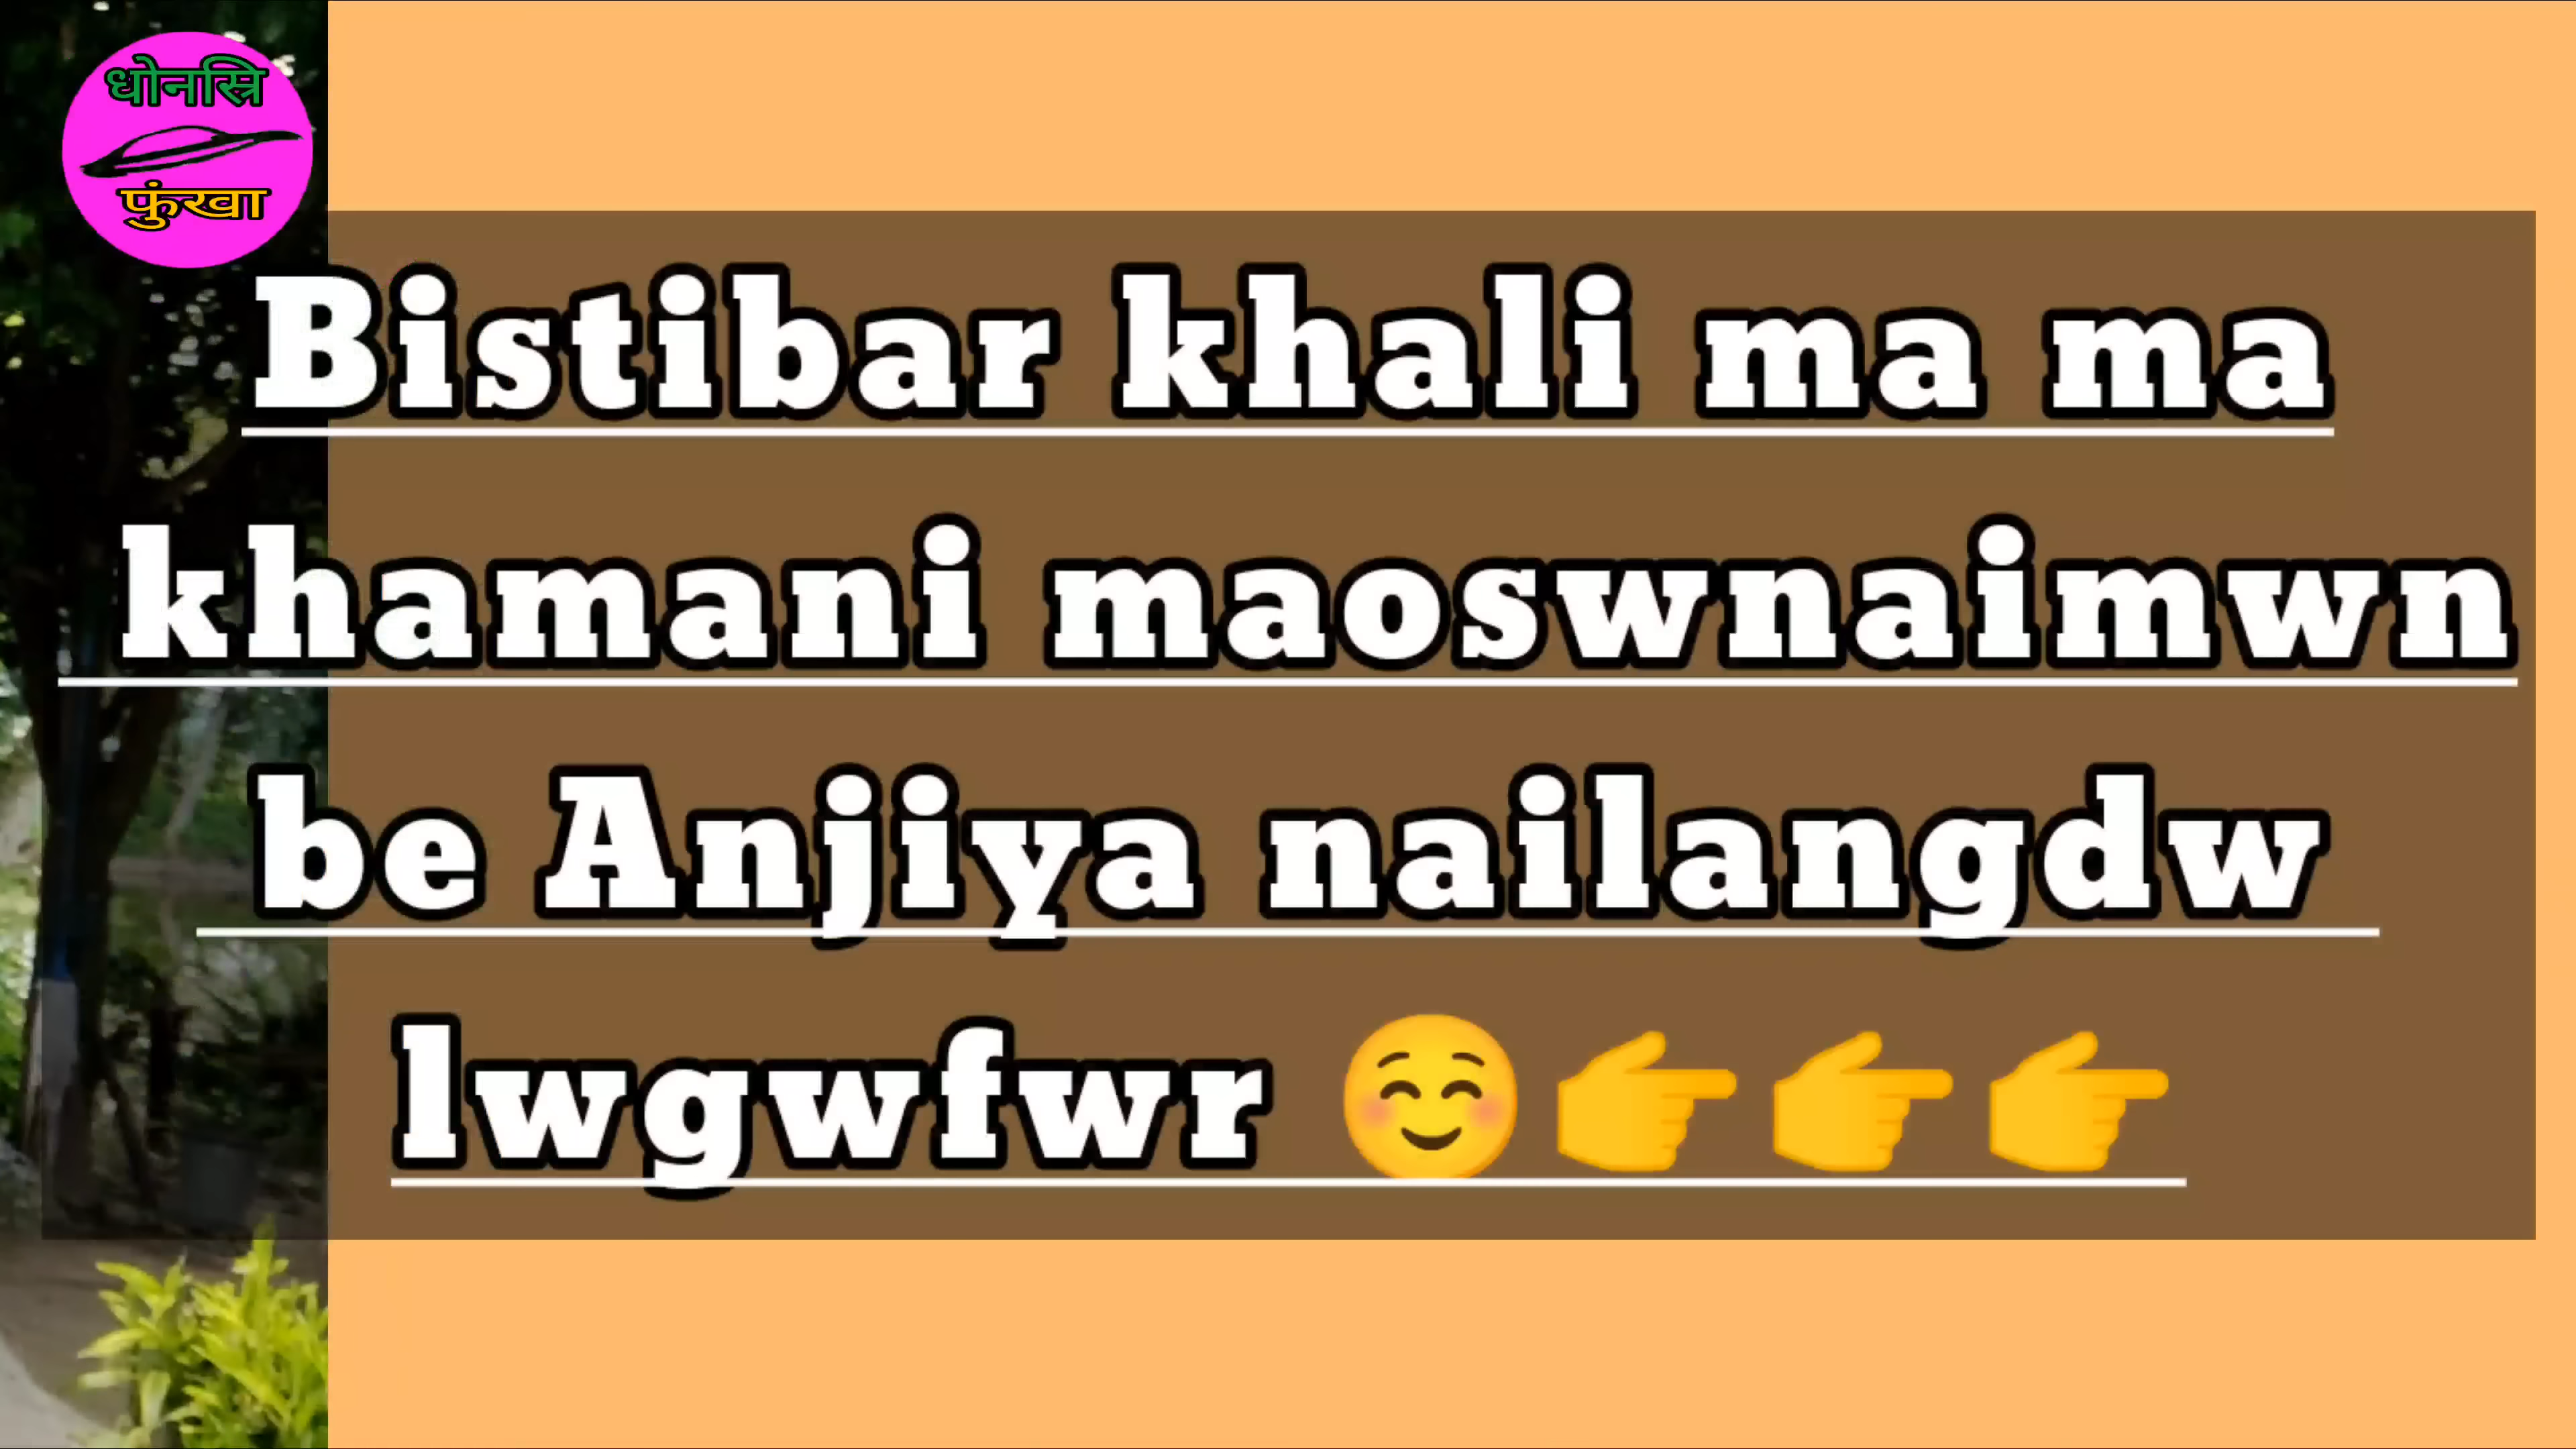 धोनस्रि
फुंखा
Bistibar khali ma ma
khamani maoswnaimwn
be Anjiya nailangdw
lwgwfwr ☺️👉👉👉